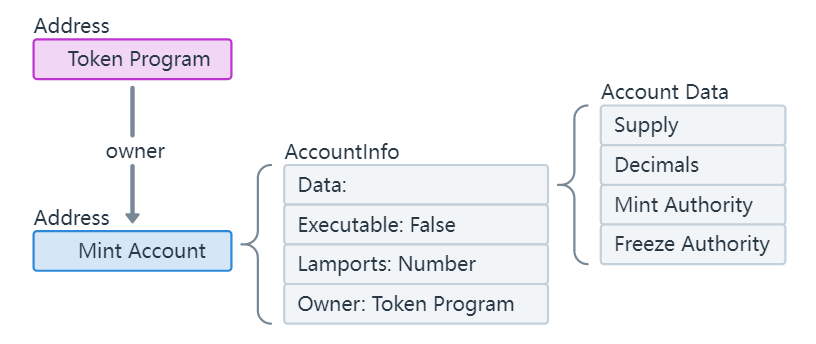 Address
Token Program
owner
Address
Mint Account
AccountInfo
Data:
Executable: False
Lamports: Number
Owner: Token Program
Account Data
Supply
Decimals
Mint Authority
Freeze Authority